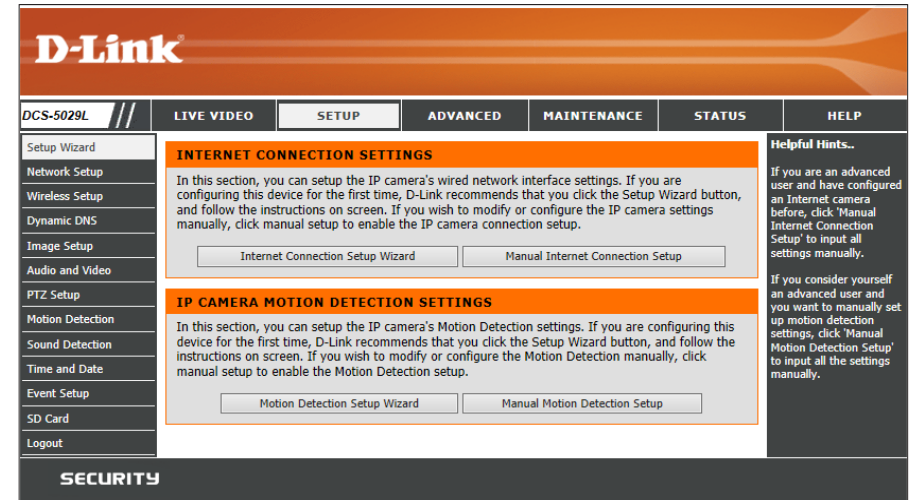 D-Link®
DCS-5029L // LIVE VIDEO SETUP ADVANCED MAINTENANCE STATUS HELP
Setup Wizard
Network Setup
Wireless Setup
Dynamic DNS
Image Setup
Audio and Video
PTZ Setup
Motion Detection
Sound Detection
Time and Date
Event Setup
SD Card
Logout
INTERNET CONNECTION SETTINGS
In this section, you can setup the IP camera's wired network interface settings. If you are
configuring this device for the first time, D-Link recommends that you click the Setup Wizard button,
and follow the instructions on screen. If you wish to modify or configure the IP camera settings
manually, click manual setup to enable the IP camera connection setup.
Internet Connection Setup Wizard Manual Internet Connection Setup
IP CAMERA MOTION DETECTION SETTINGS
In this section, you can setup the IP camera's Motion Detection settings. If you are configuring this
device for the first time, D-Link recommends that you click the Setup Wizard button, and follow the
instructions on screen. If you wish to modify or configure the Motion Detection manually, click
manual setup to enable the Motion Detection setup.
Motion Detection Setup Wizard Manual Motion Detection Setup
Helpful Hints..
If you are an advanced
user and have configured
an Internet camera
before, click 'Manual
Internet Connection
Setup' to input all
settings manually.
If you consider yourself
an advanced user and
you want to manually set
up motion detection
settings, click 'Manual
Motion Detection Setup'
to input all the settings
manually.
SECURITY